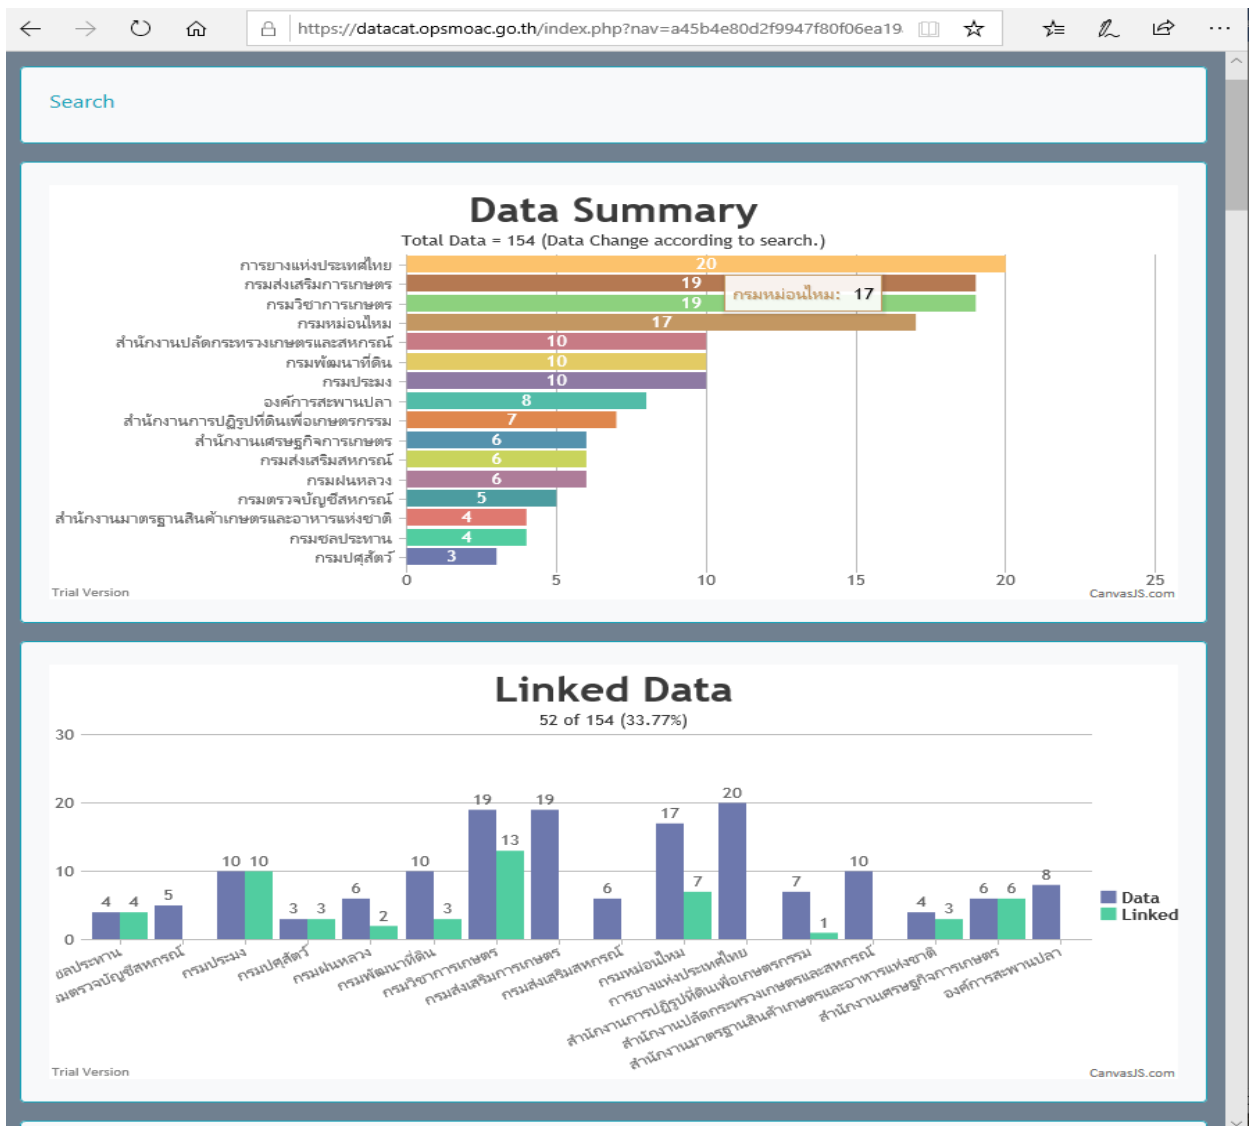 https://datacat.opsmoac.go.th/index.php?nav=a45b4e80d2f9947f80f06ea19
Search
Data Summary
Total Data = 154 (Data Change according to search.)
การยางแห่งประเทศไทย 20
กรมส่งเสริมการเกษตร 19
กรมวิชาการเกษตร 19
กรมหม่อนไหม: 17
กรมหม่อนไหม 17
สำนักงานปลัดกระทรวงเกษตรและสหกรณ์ 10
กรมพัฒนาที่ดิน 10
กรมประมง 10
องค์การสะพานปลา 8
สำนักงานการปฏิรูปที่ดินเพื่อเกษตรกรรม 7
สำนักงานเศรษฐกิจการเกษตร 6
กรมส่งเสริมสหกรณ์ 6
กรมฝนหลวง 6
กรมตรวจบัญชีสหกรณ์ 5
สำนักงานมาตรฐานสินค้าเกษตรและอาหารแห่งชาติ 4
กรมชลประทาน 4
กรมปศุสัตว์ 3
0 5 10 15 20 25
Trial Version CanvasJS.com
Linked Data
52 of 154 (33.77%)
30
20
10
0
4 4 5 10 10 3 3 6 2 10 3 19 13 19 6 17 7 20 7 1 10 4 3 6 6 8
Data
Linked
ชลประทาน
มตรวจบัญชีสหกรณ์
กรมประมง
กรมปศุสัตว์
กรมฝนหลวง
กรมพัฒนาที่ดิน
กรมวิชาการเกษตร
กรมส่งเสริมการเกษตร
กรมส่งเสริมสหกรณ์
กรมหม่อนไหม
การยางแห่งประเทศไทย
สำนักงานการปฏิรูปที่ดินเพื่อเกษตรกรรม
สำนักงานปลัดกระทรวงเกษตรและสหกรณ์
สำนักงานมาตรฐานสินค้าเกษตรและอาหารแห่งชาติ
สำนักงานเศรษฐกิจการเกษตร
องค์การสะพานปลา
Trial Version CanvasJS.com